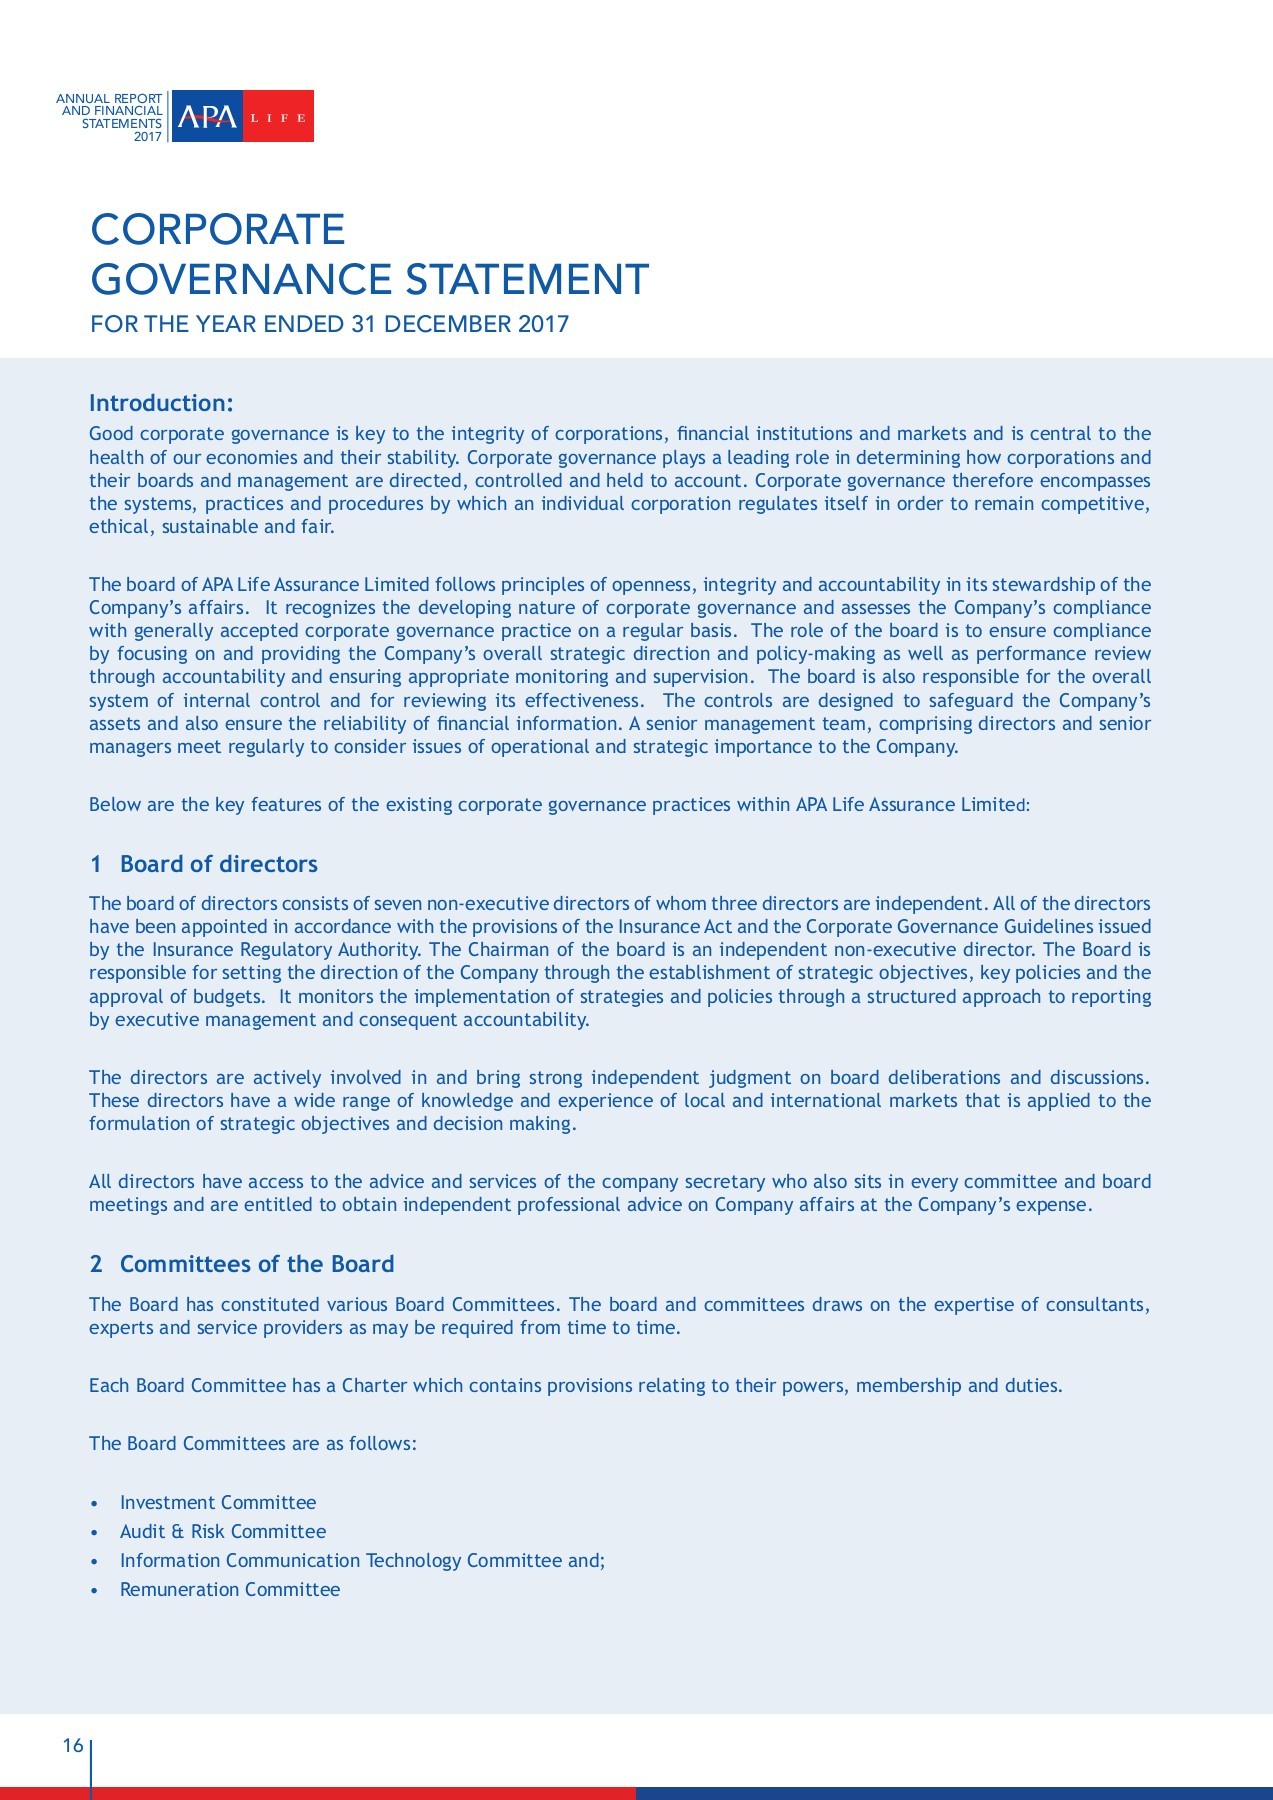 ANNUAL REPORT
AND FINANCIAL
STATEMENTS
2017
APA
LIFE
CORPORATE
GOVERNANCE STATEMENT
FOR THE YEAR ENDED 31 DECEMBER 2017
Introduction:
Good corporate governance is key to the integrity of corporations, financial institutions and markets and is central to the
health of our economies and their stability. Corporate governance plays a leading role in determining how corporations and
their boards and management are directed, controlled and held to account. Corporate governance therefore encompasses
the systems, practices and procedures by which an individual corporation regulates itself in order to remain competitive,
ethical, sustainable and fair.
The board of APA Life Assurance Limited follows principles of openness, integrity and accountability in its stewardship of the
Company's affairs. It recognizes the developing nature of corporate governance and assesses the Company's compliance
with generally accepted corporate governance practice on a regular basis. The role of the board is to ensure compliance
by focusing on and providing the Company's overall strategic direction and policy-making as well as performance review
through accountability and ensuring appropriate monitoring and supervision. The board is also responsible for the overall
system of internal control and for reviewing its effectiveness. The controls are designed to safeguard the Company's
assets and also ensure the reliability of financial information. A senior management team, comprising directors and senior
managers meet regularly to consider issues of operational and strategic importance to the Company.
Below are the key features of the existing corporate governance practices within APA Life Assurance Limited:
1 Board of directors
The board of directors consists of seven non-executive directors of whom three directors are independent. All of the directors
have been appointed in accordance with the provisions of the Insurance Act and the Corporate Governance Guidelines issued
by the Insurance Regulatory Authority. The Chairman of the board is an independent non-executive director. The Board is
responsible for setting the direction of the Company through the establishment of strategic objectives, key policies and the
approval of budgets. It monitors the implementation of strategies and policies through a structured approach to reporting
by executive management and consequent accountability.
The directors are actively involved in and bring strong independent judgment on board deliberations and discussions.
These directors have a wide range of knowledge and experience of local and international markets that is applied to the
formulation of strategic objectives and decision making.
All directors have access to the advice and services of the company secretary who also sits in every committee and board
meetings and are entitled to obtain independent professional advice on Company affairs at the Company's expense.
2 Committees of the Board
The Board has constituted various Board Committees. The board and committees draws on the expertise of consultants,
experts and service providers as may be required from time to time.
Each Board Committee has a Charter which contains provisions relating to their powers, membership and duties.
The Board Committees are as follows:
• Investment Committee
• Audit & Risk Committee
• Information Communication Technology Committee and;
• Remuneration Committee
16